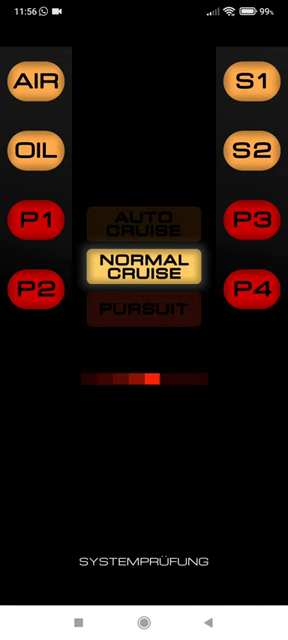 11:56
99%
AIR
S1
OIL
S2
P1
AUTO
CRUISE
P3
NORMAL
CRUISE
P2
PURSUIT
P4
SYSTEMPRÜFUNG